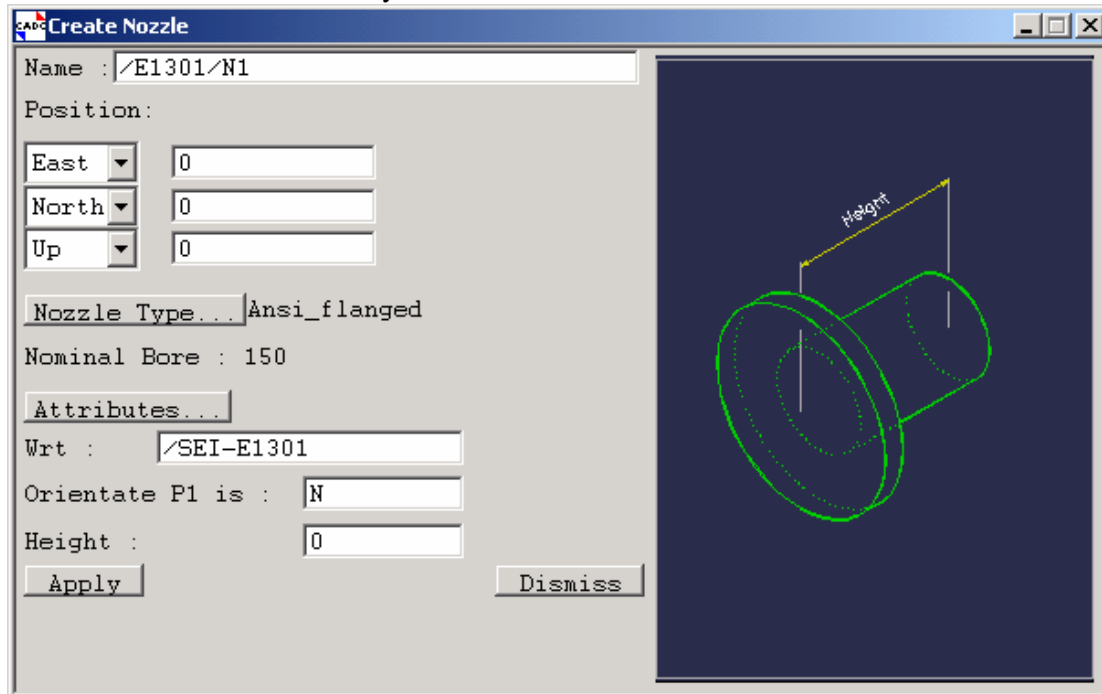 CADC Create Nozzle
Name : /E1301/N1
Position:
East 0
North 0
Up 0
Nozzle Type... Ansi_flanged
Nominal Bore : 150
Attributes...
Wrt : /SEI-E1301
Orientate P1 is : N
Height : 0
Apply Dismiss
Height